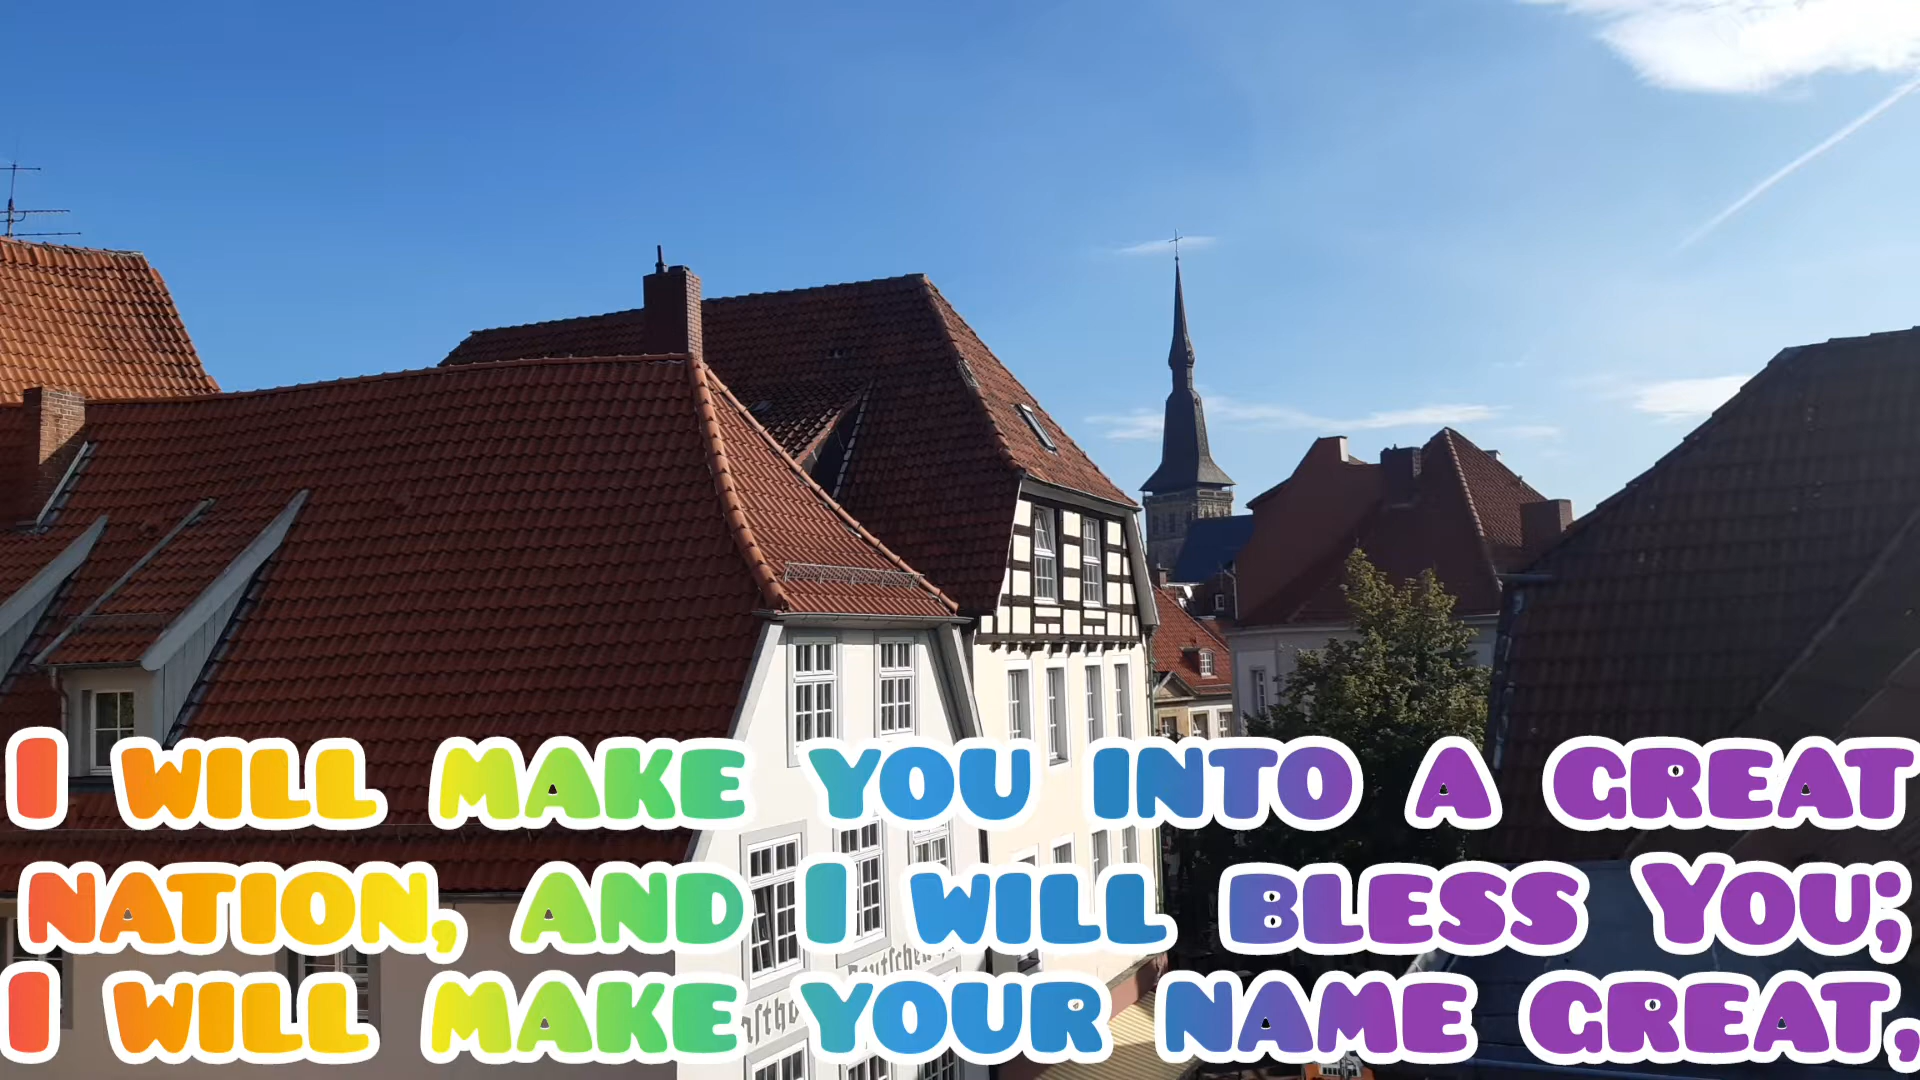 I will make you into a great
nation, and I will bless You;
I will make your name great,